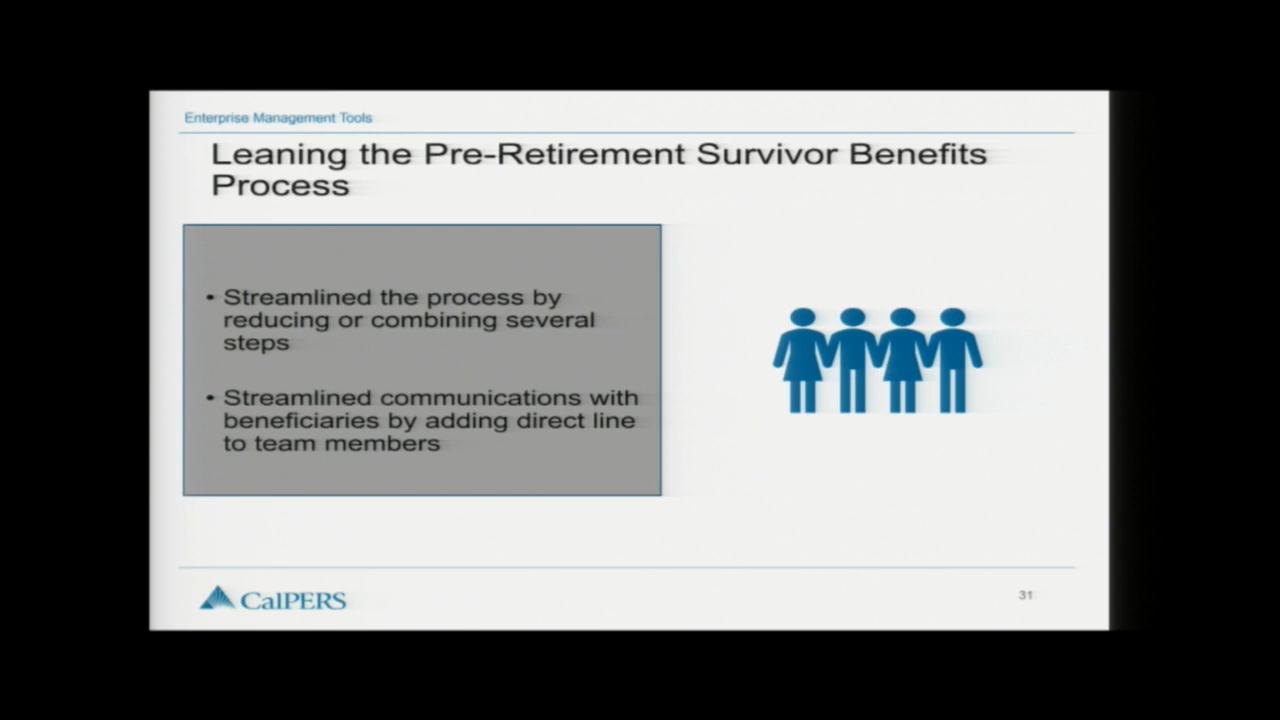 Enterprise Management Tools
Leaning the Pre-Retirement Survivor Benefits
Process
• Streamlined the process by
reducing or combining several
steps
• Streamlined communications with
beneficiaries by adding direct line
to team members
CalPERS
31